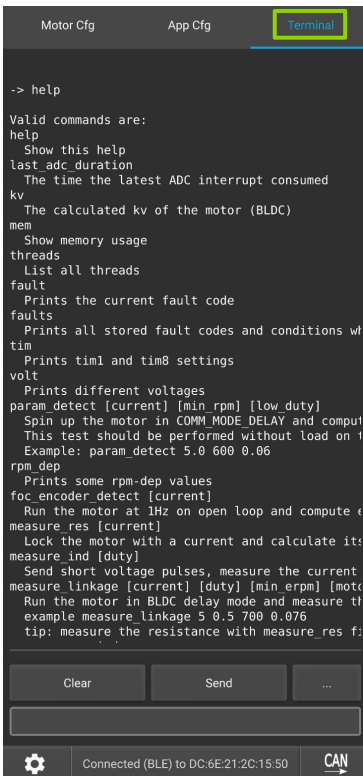 Motor Cfg App Cfg Terminal
-> help
Valid commands are:
help
Show this help
last_adc_duration
The time the latest ADC interrupt consumed
kv
The calculated kv of the motor (BLDC)
mem
Show memory usage
threads
List all threads
fault
Prints the current fault code
faults
Prints all stored fault codes and conditions
tim
Prints tim1 and tim8 settings
volt
Prints different voltages
param_detect [current] [min_rpm] [low_duty]
Spin up the motor in COMM_MODE_DELAY and
This test should be performed without load on
Example: param_detect 5.0 600 0.06
rpm_dep
Prints some rpm-dep values
foc_encoder_detect [current]
Run the motor at 1Hz on open loop and compute
measure_res [current]
Lock the motor with a current and calculate
measure_ind [duty]
Send short voltage pulses, measure the current
measure_linkage [current] [duty] [min_erpm]
Run the motor in BLDC delay mode and measure
example measure_linkage 5 0.5 700 0.076
tip: measure the resistance with measure_res
Clear Send ...
Connected (BLE) to DC:6E:21:2C:15:50 CAN